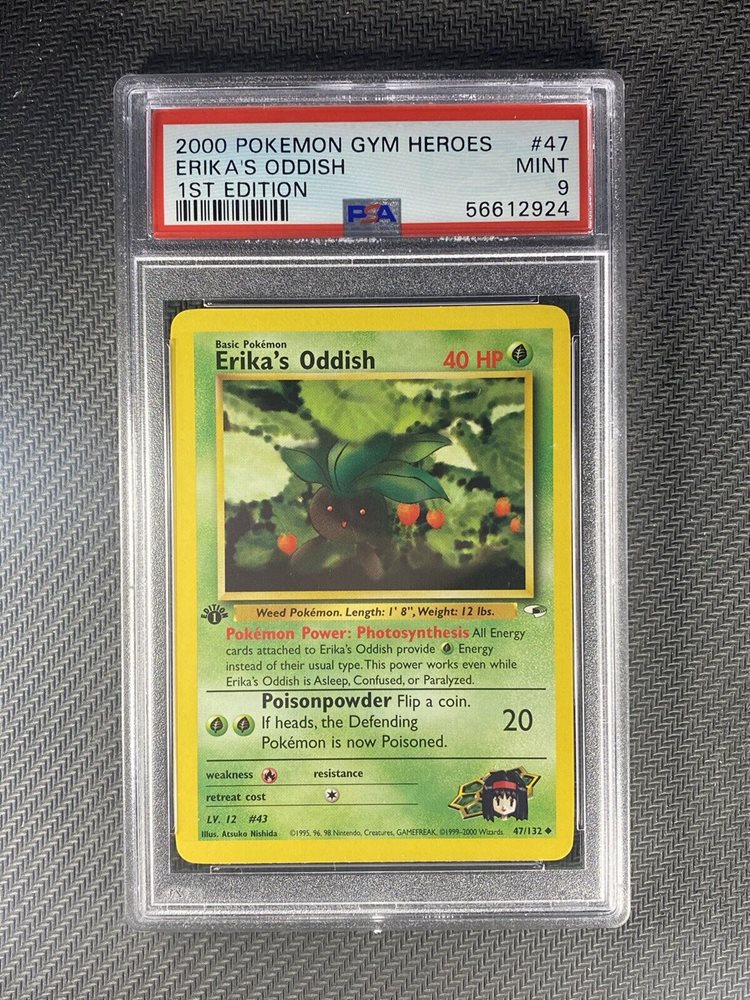 2000 POKEMON GYM HEROES #47
ERIKA'S ODDISH MINT
1ST EDITION 9
PSA 56612924
Basic Pokémon
Erika's Oddish 40 HP
EDITION
1
Weed Pokémon. Length: 1' 8", Weight: 12 lbs.
Pokémon Power: Photosynthesis All Energy
cards attached to Erika's Oddish provide Energy
instead of their usual type. This power works even while
Erika's Oddish is Asleep, Confused, or Paralyzed.
Poisonpowder Flip a coin.
If heads, the Defending 20
Pokémon is now Poisoned.
weakness resistance
retreat cost
LV. 12 #43
Illus. Atsuko Nishida ©1995, 96, 98 Nintendo, Creatures, GAMEFREAK, ©1999-2000 Wizards. 47/132